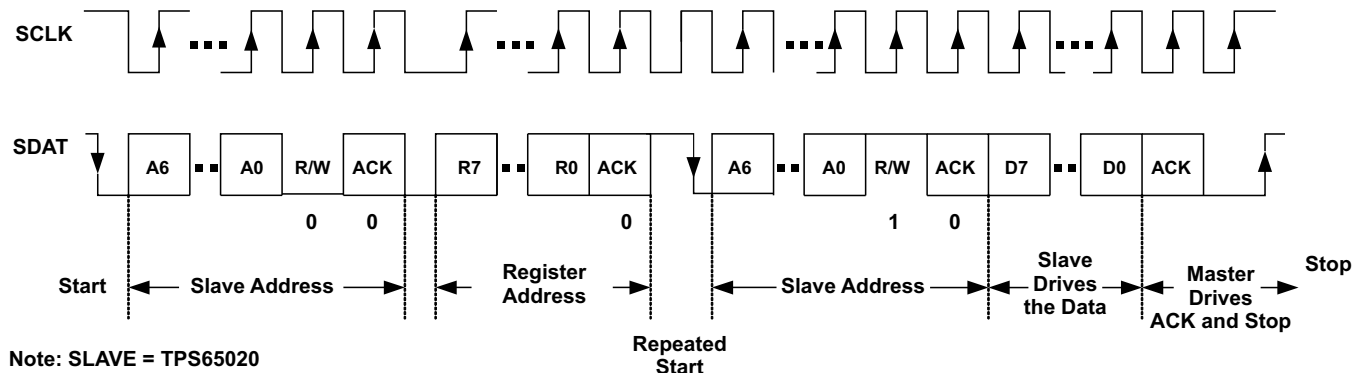 SCLK
SDAT
A6 A0 R/W ACK R7 R0 ACK A6 A0 R/W ACK D7 D0 ACK
0 0 0 1 0
Start Slave Address Register Address Slave Address Slave Drives the Data Master Drives ACK and Stop Stop
Repeated Start
Note: SLAVE = TPS65020